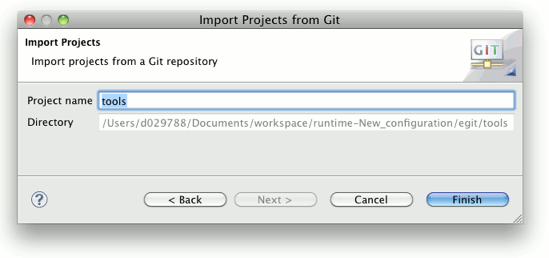 Import Projects from Git
Import Projects
Import projects from a Git repository
GIT
Project name tools
Directory /Users/d029788/Documents/workspace/runtime-New_configuration/egit/tools
? < Back Next > Cancel Finish